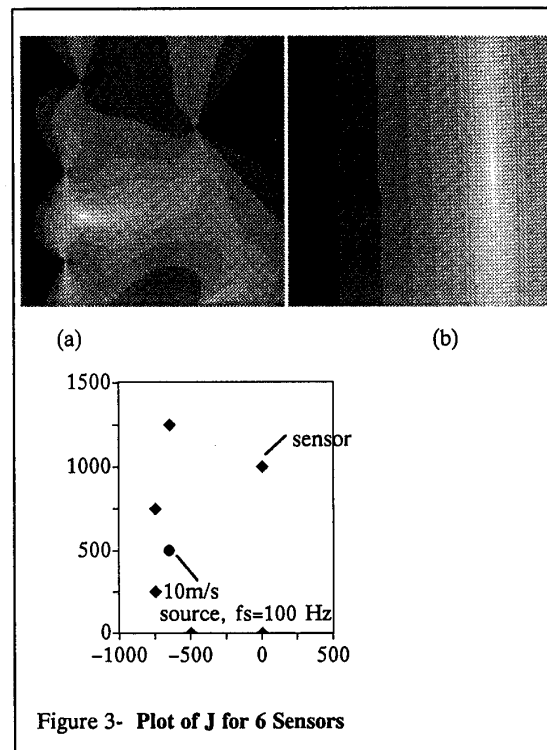 (a) (b)
1500
sensor
1000
500
10m/s
source, fs=100 Hz
0
-1000 -500 0 500
Figure 3- Plot of J for 6 Sensors